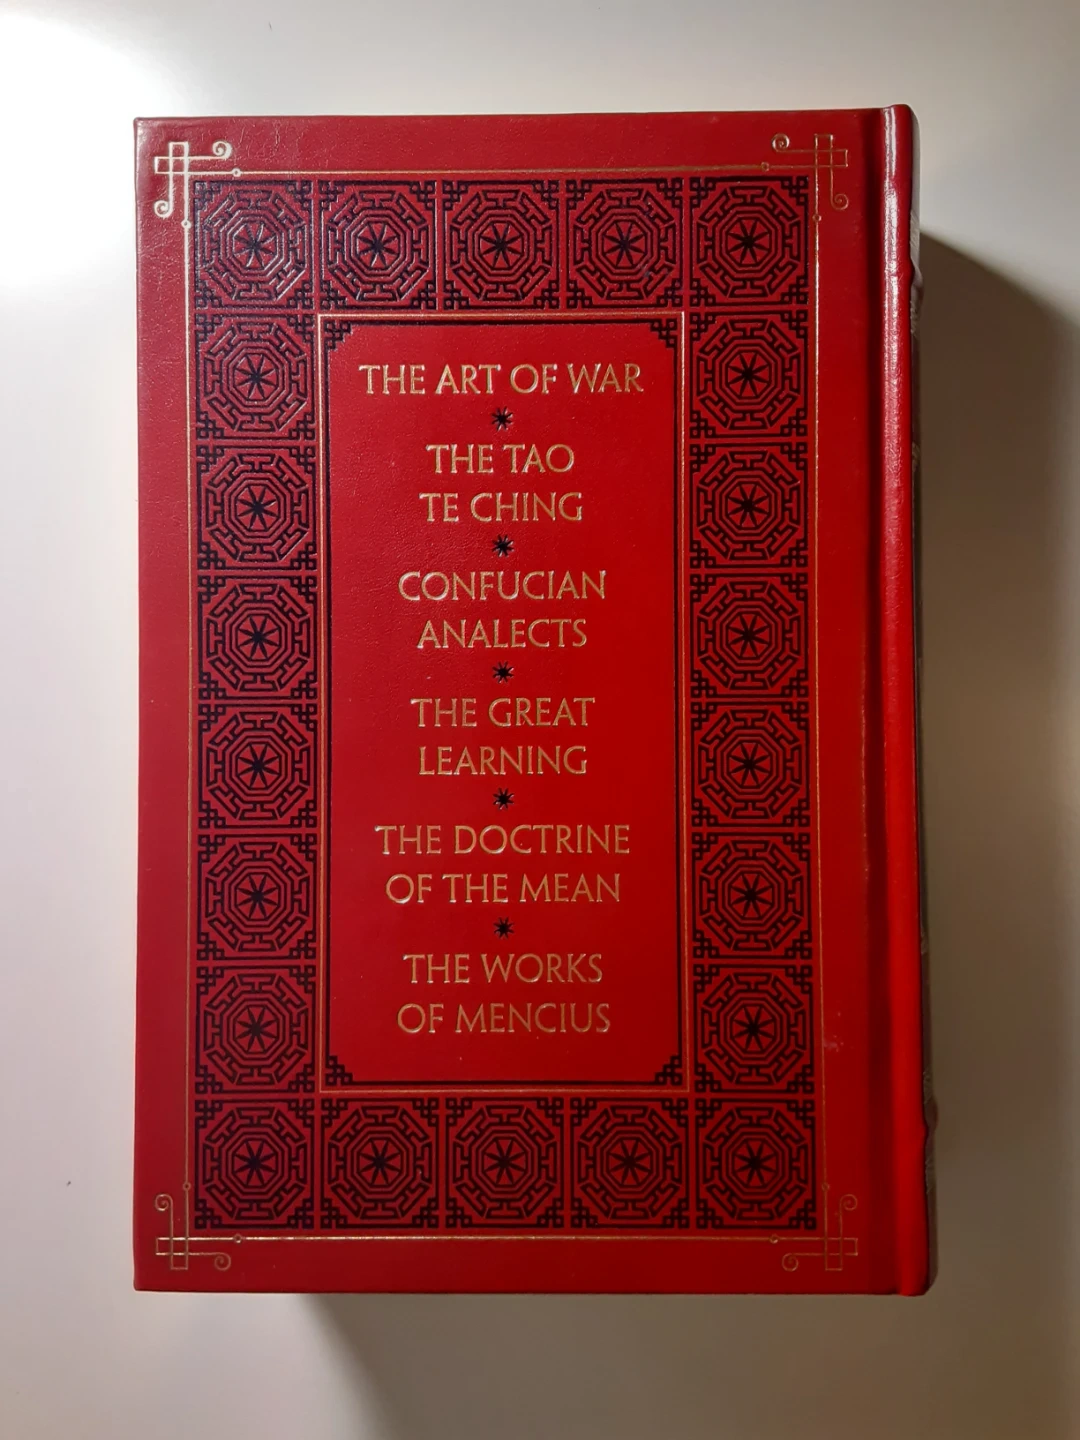 THE ART OF WAR
THE TAO
TE CHING
CONFUCIAN
ANALECTS
THE GREAT
LEARNING
THE DOCTRINE
OF THE MEAN
THE WORKS
OF MENCIUS